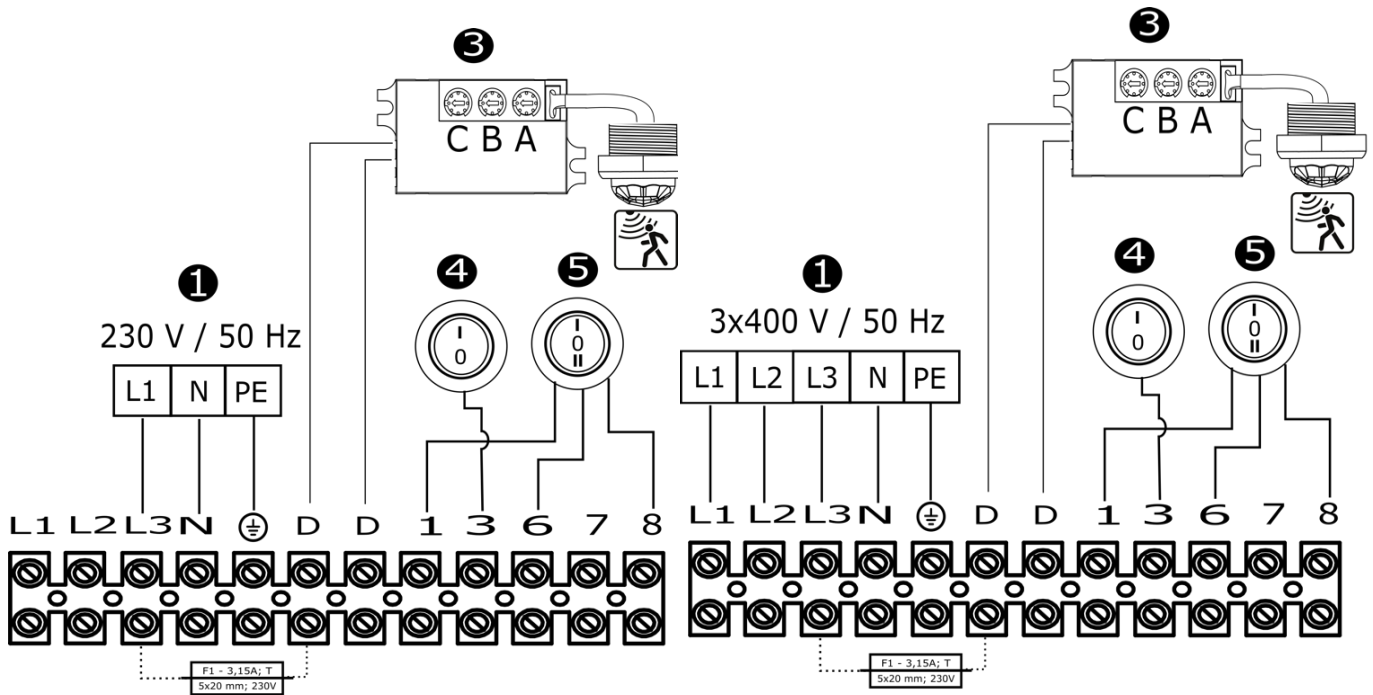 3
C B A
4 5
1
230 V / 50 Hz
I
0
I
0
II
L1 N PE
L1 L2 L3 N D D 1 3 6 7 8
F1 - 3,15A; T
5x20 mm; 230V
3
C B A
4 5
1
3x400 V / 50 Hz
I
0
I
0
II
L1 L2 L3 N PE
L1 L2 L3 N D D 1 3 6 7 8
F1 - 3,15A; T
5x20 mm; 230V